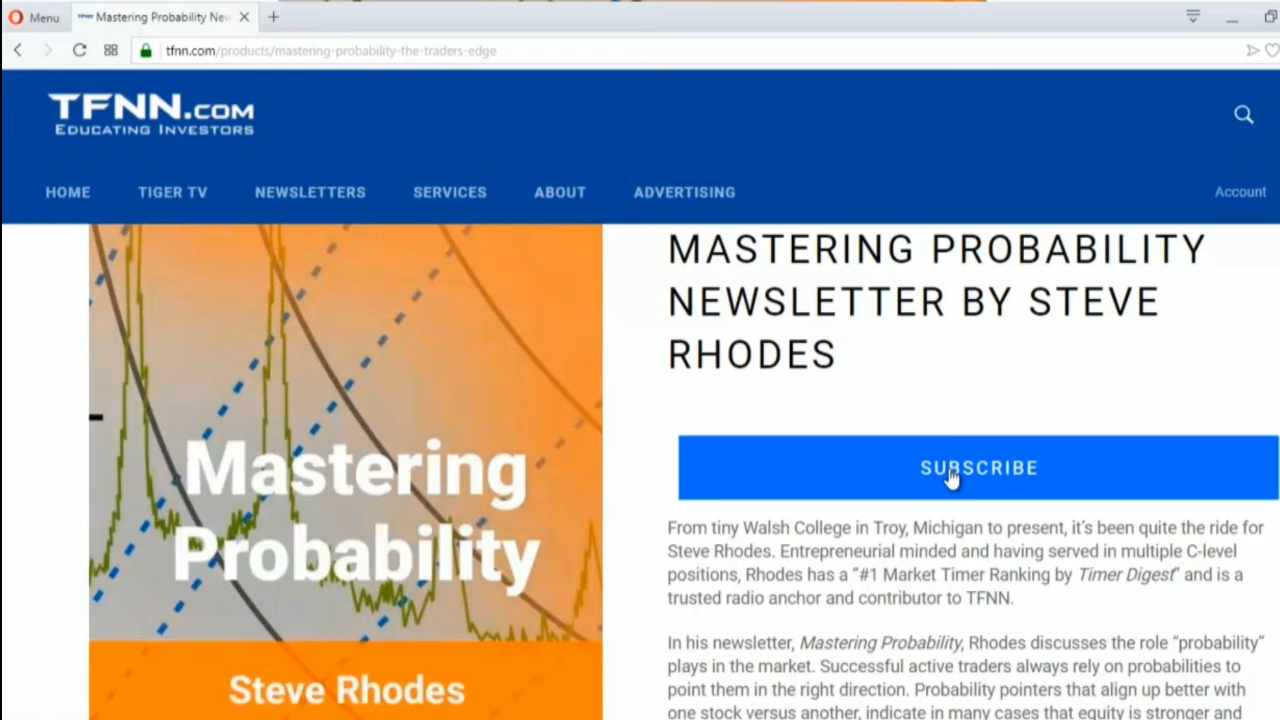 Menu
TFNN Mastering Probability Nev
tfnn.com/products/mastering-probability-the-traders-edge
TFNN.COM
EDUCATING INVESTORS
HOME TIGER TV NEWSLETTERS SERVICES ABOUT ADVERTISING Account
MASTERING PROBABILITY
NEWSLETTER BY STEVE
RHODES
SUBSCRIBE
From tiny Walsh College in Troy, Michigan to present, it's been quite the ride for
Steve Rhodes. Entrepreneurial minded and having served in multiple C-level
positions, Rhodes has a "#1 Market Timer Ranking by Timer Digest" and is a
trusted radio anchor and contributor to TFNN.
In his newsletter, Mastering Probability, Rhodes discusses the role "probability"
plays in the market. Successful active traders always rely on probabilities to
point them in the right direction. Probability pointers that align up better with
one stock versus another, indicate in many cases that equity is stronger and
Mastering
Probability
Steve Rhodes